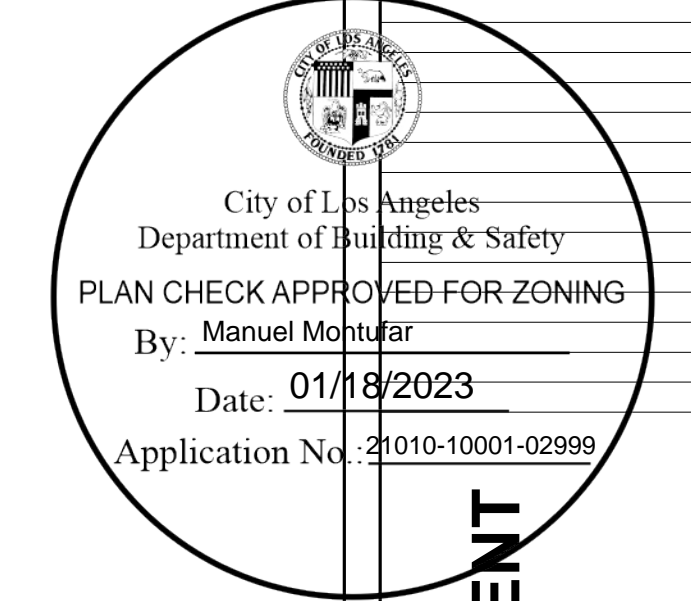 CITY OF LOS ANGELES
FOUNDED 1781
City of Los Angeles
Department of Building & Safety
PLAN CHECK APPROVED FOR ZONING
By: Manuel Montufar
Date: 01/18/2023
Application No.: 21010-10001-02999
ENT